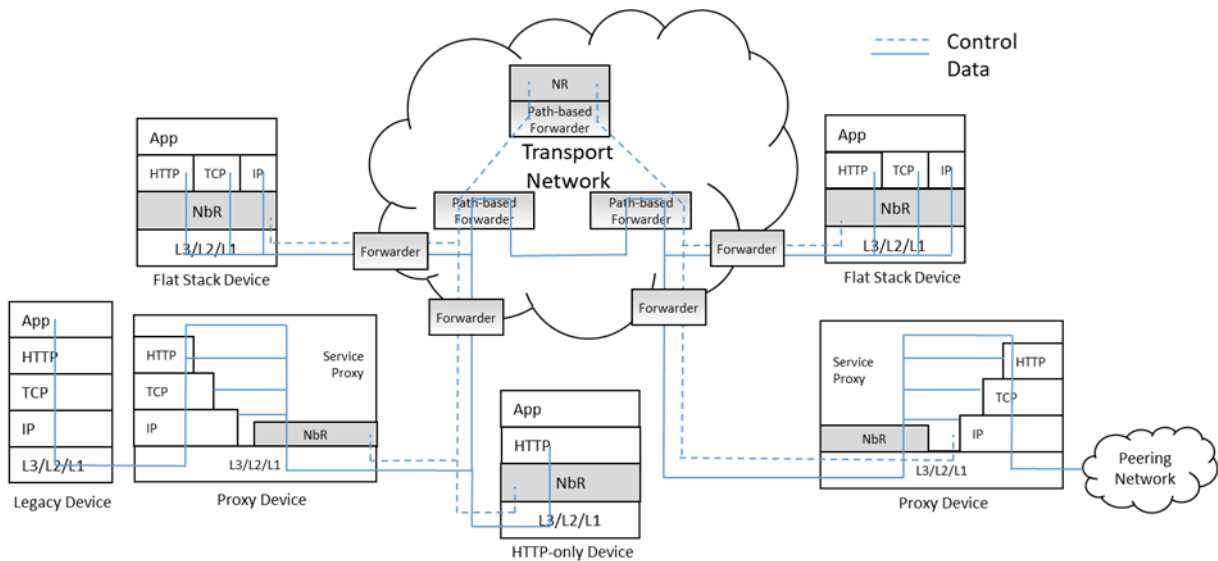 Control
Data
NR
Path-based
Forwarder
Transport
Network
Path-based
Forwarder
Path-based
Forwarder
Forwarder
Forwarder
Forwarder
Forwarder
App
HTTP
TCP
IP
NbR
L3/L2/L1
Flat Stack Device
App
HTTP
TCP
IP
NbR
L3/L2/L1
Flat Stack Device
App
HTTP
TCP
IP
L3/L2/L1
Legacy Device
HTTP
TCP
IP
Service
Proxy
NbR
L3/L2/L1
Proxy Device
App
HTTP
NbR
L3/L2/L1
HTTP-only Device
Service
Proxy
HTTP
TCP
IP
NbR
L3/L2/L1
Proxy Device
Peering
Network